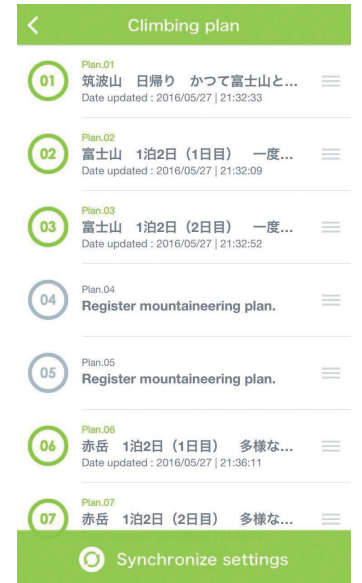 Climbing plan
Plan.01
01
筑波山 日帰り かつて富士山と...
Date updated : 2016/05/27 | 21:32:33
Plan.02
02
富士山 1泊2日（1日目） 一度...
Date updated : 2016/05/27 | 21:32:09
Plan.03
03
富士山 1泊2日（2日目） 一度...
Date updated : 2016/05/27 | 21:32:52
Plan.04
04
Register mountaineering plan.
Plan.05
05
Register mountaineering plan.
Plan.06
06
赤岳 1泊2日（1日目） 多様な...
Date updated : 2016/05/27 | 21:36:11
Plan.07
07
赤岳 1泊2日（2日目） 多様な...
Synchronize settings